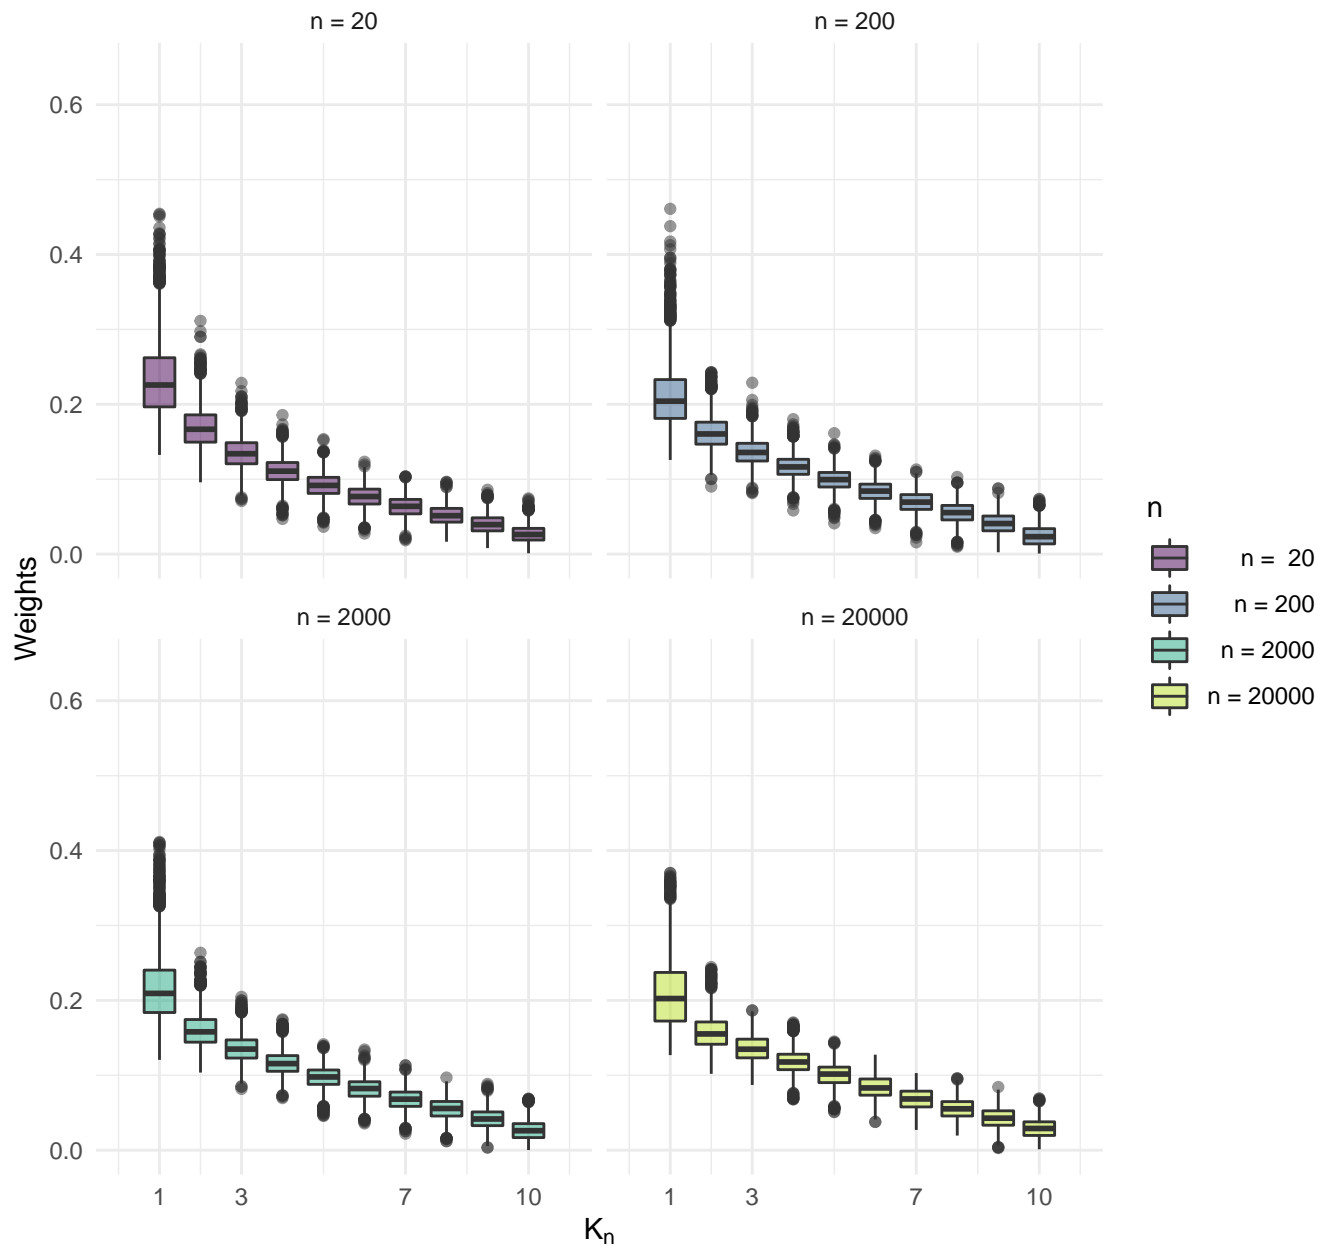 n = 20
n = 200
0.6
0.4
0.2
0.0
Weights
n = 2000
n = 20000
0.6
0.4
0.2
0.0
1 3 7 10
1 3 7 10
Kn
n
n = 20
n = 200
n = 2000
n = 20000